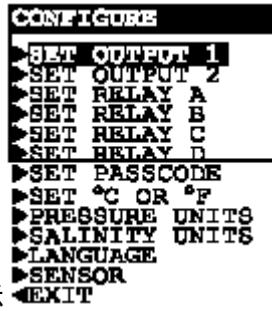 CONFIGURE
▶SET OUTPUT 1
▶SET OUTPUT 2
▶SET RELAY A
▶SET RELAY B
▶SET RELAY C
▶SET RELAY D
▶SET PASSCODE
▶SET °C OR °F
▶PRESSURE UNITS
▶SALINITY UNITS
▶LANGUAGE
▶SENSOR
◀EXIT